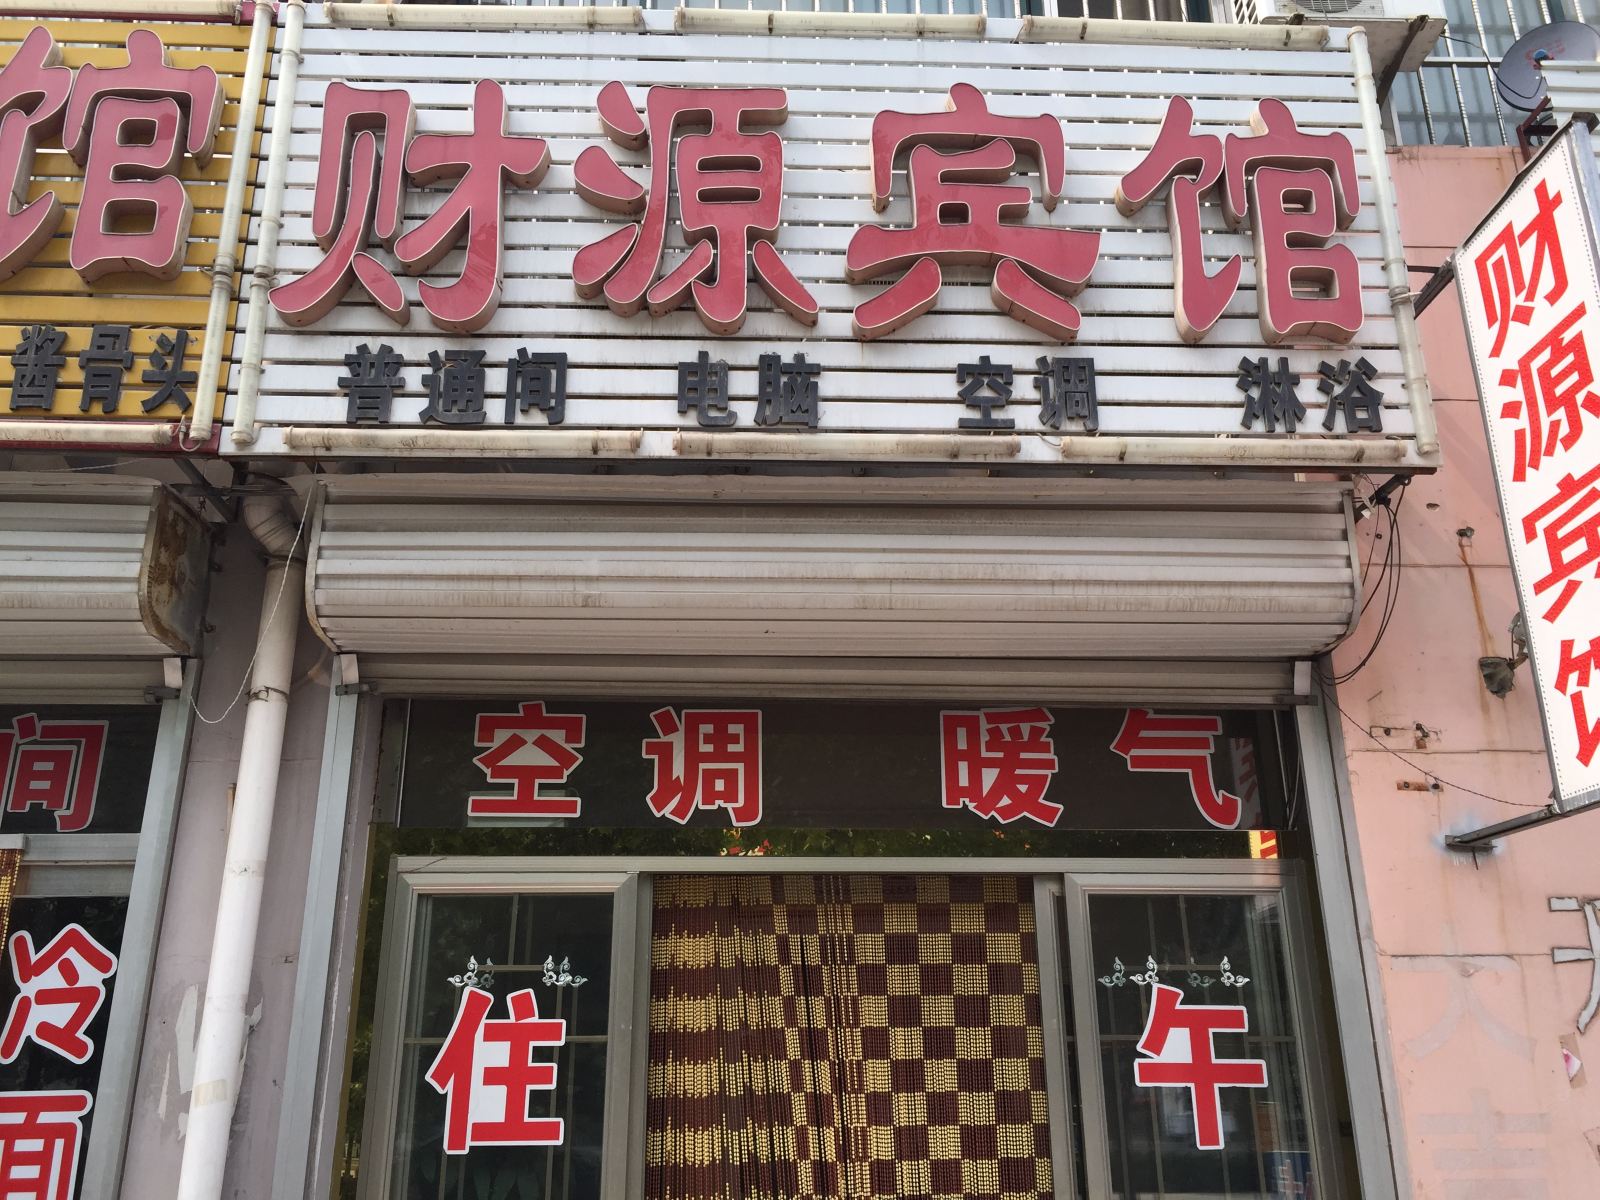 馆
财源宾馆
酱骨头
普通间 电脑 空调 淋浴
财源宾馆
空调 暖气
间
冷面
住
午